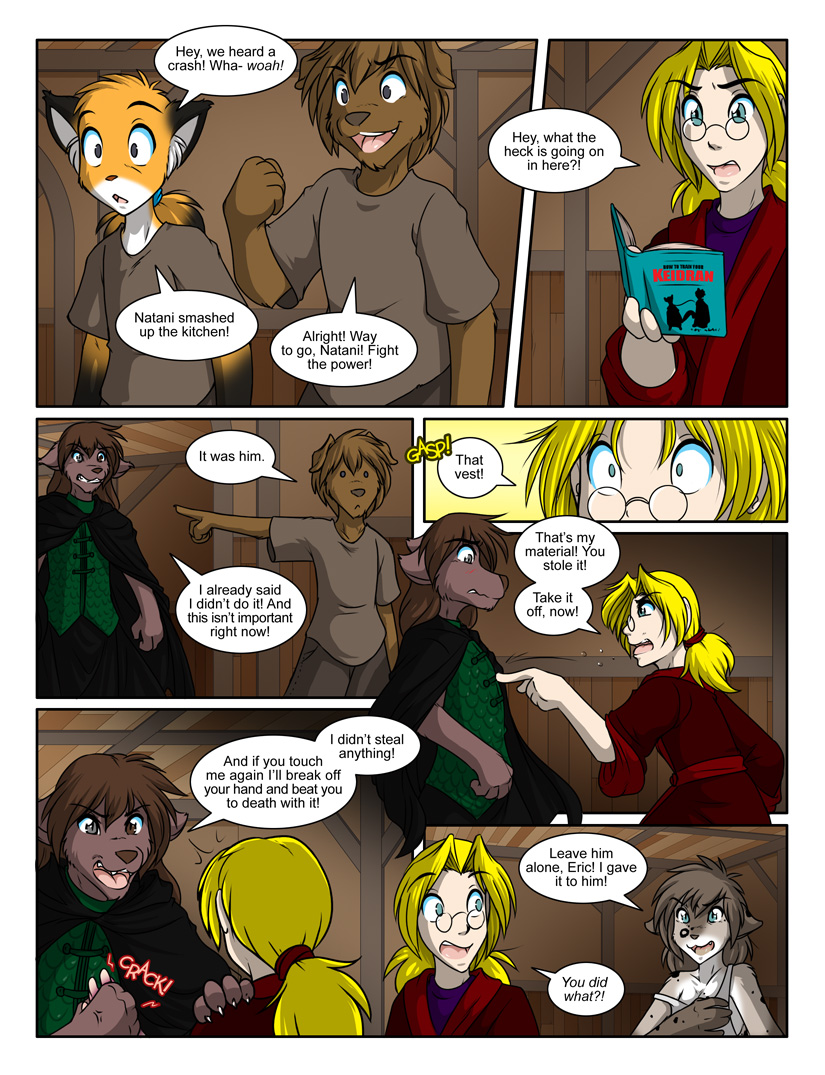 Hey, we heard a
crash! Wha- woah!
Natani smashed
up the kitchen!
Alright! Way
to go, Natani! Fight
the power!
Hey, what the
heck is going on
in here?!
HOW TO TRAIN YOUR
KEIDRAN
It was him.
I already said
I didn't do it! And
this isn't important
right now!
GASP!
That
vest!
That's my
material! You
stole it!
Take it
off, now!
I didn't steal
anything!
And if you touch
me again I'll break off
your hand and beat you
to death with it!
CRACK!
Leave him
alone, Eric! I gave
it to him!
You did
what?!